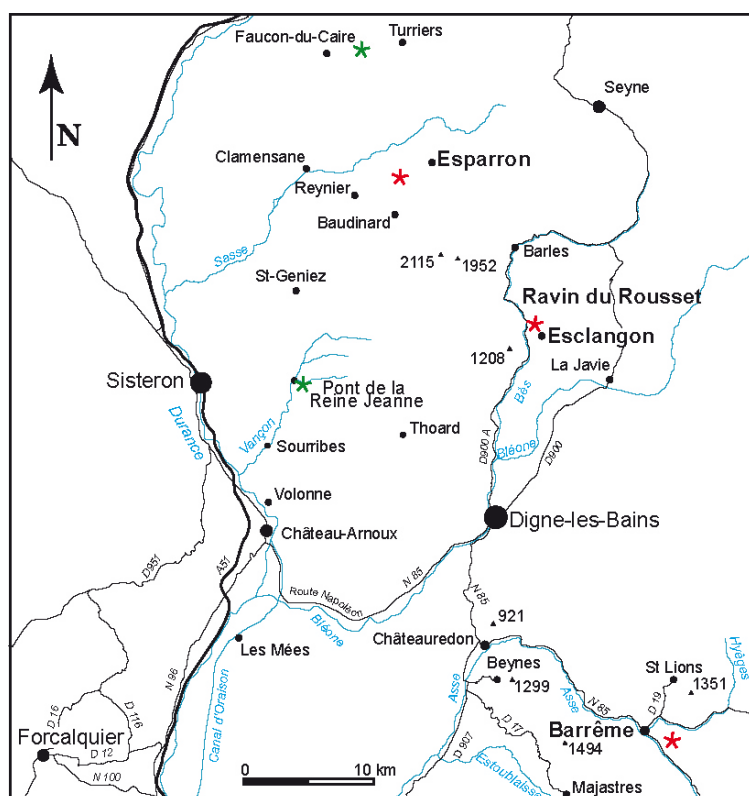 Turriers
Faucon-du-Caire
Seyne
N
Clamensane
Esparron
Reynier
Baudinard
Sasse
2115
1952
Barles
St-Geniez
Ravin du Rousset
Esclangon
1208
La Javie
Sisteron
Pont de la
Reine Jeanne
Bès
Durance
Vançon
Sourribes
Thoard
D900 A
Bléone
D900
Volonne
Digne-les-Bains
Château-Arnoux
D951
A51
Route Napoléon
N 85
N 85
Bléone
921
Les Mées
Châteauredon
Hyèges
Beynes
St Lions
1299
1351
Asse
Asse
N 85
D 19
N 96
Canal d'Oraison
D 16
D 116
Forcalquier
D 12
N 100
D 17
Barrême
1494
D 907
Estoublaisse
Majastres
0 10 km